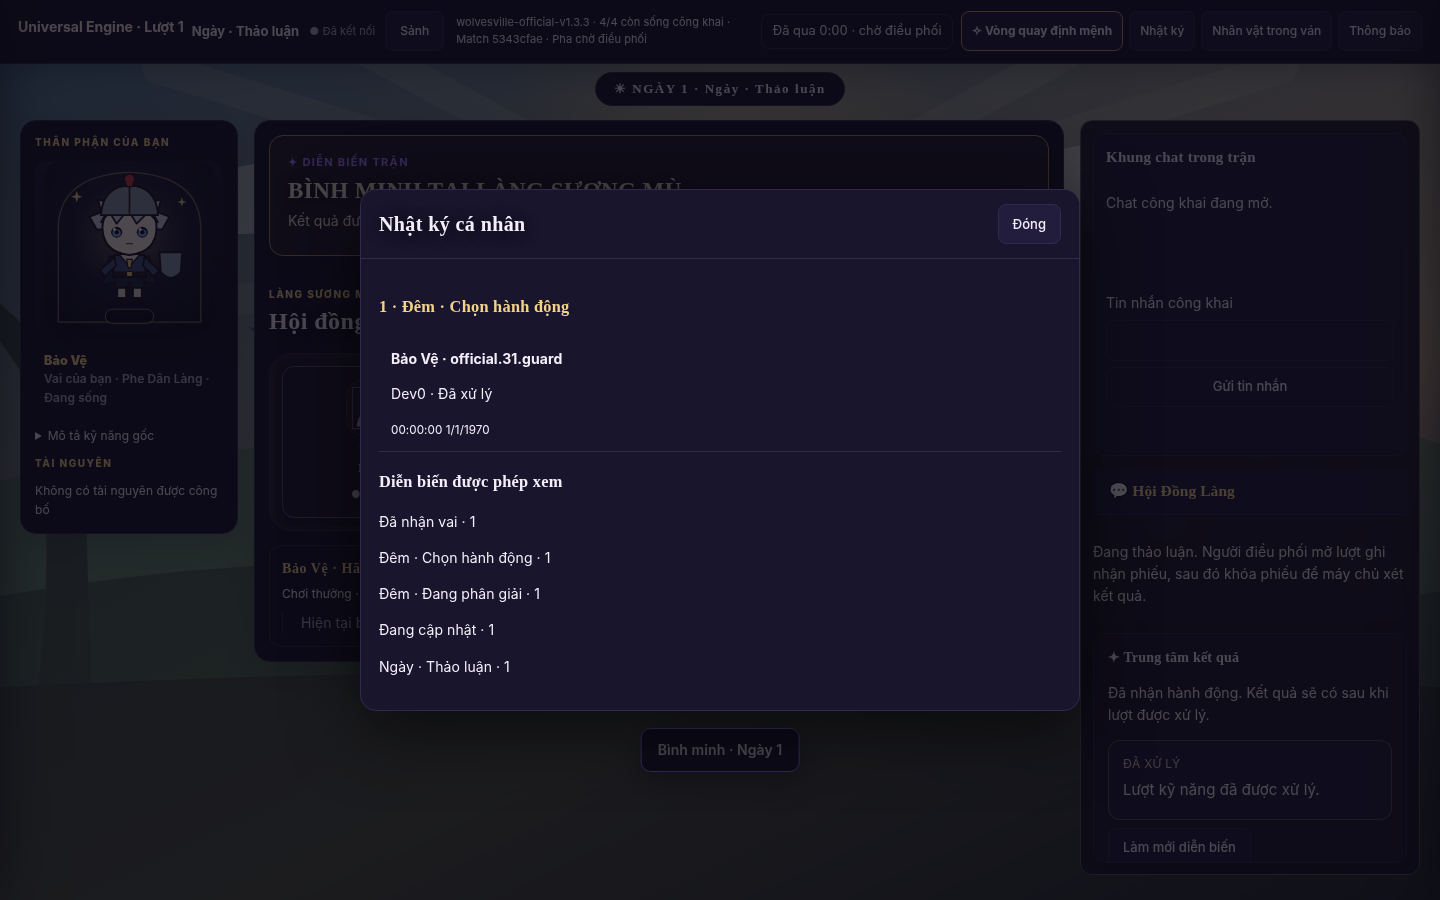 Universal Engine · Lượt 1
Ngày · Thảo luận
Đã kết nối
Sảnh
wolvesville-official-v1.3.3 · 4/4 còn sống công khai ·
Match 5343cfae · Pha chờ điều phối
Đã qua 0:00 · chờ điều phối
✧ Vòng quay định mệnh
Nhật ký
Nhân vật trong ván
Thông báo
☀ NGÀY 1 · Ngày · Thảo luận
THÂN PHẬN CỦA BẠN
Bảo Vệ
Vai của bạn · Phe Dân Làng ·
Đang sống
▶ Mô tả kỹ năng gốc
TÀI NGUYÊN
Không có tài nguyên được công
bố
✦ DIỄN BIẾN TRẬN
BÌNH MINH TẠI LÀNG SƯƠNG MÙ
LÀNG SƯƠNG
Hội đồng
Chơi thường ·
Hiện tại
Nhật ký cá nhân
Đóng
1 · Đêm · Chọn hành động
Bảo Vệ · official.31.guard
Dev0 · Đã xử lý
00:00:00 1/1/1970
Diễn biến được phép xem
Đã nhận vai · 1
Đêm · Chọn hành động · 1
Đêm · Đang phân giải · 1
Đang cập nhật · 1
Ngày · Thảo luận · 1
Bình minh · Ngày 1
Khung chat trong trận
Chat công khai đang mở.
Tin nhắn công khai
Gửi tin nhắn
💬 Hội Đồng Làng
Đang thảo luận. Người điều phối mở lượt ghi
nhận phiếu, sau đó khóa phiếu để máy chủ xét
kết quả.
✦ Trung tâm kết quả
Đã nhận hành động. Kết quả sẽ có sau khi
lượt được xử lý.
ĐÃ XỬ LÝ
Lượt kỹ năng đã được xử lý.
Làm mới diễn biến